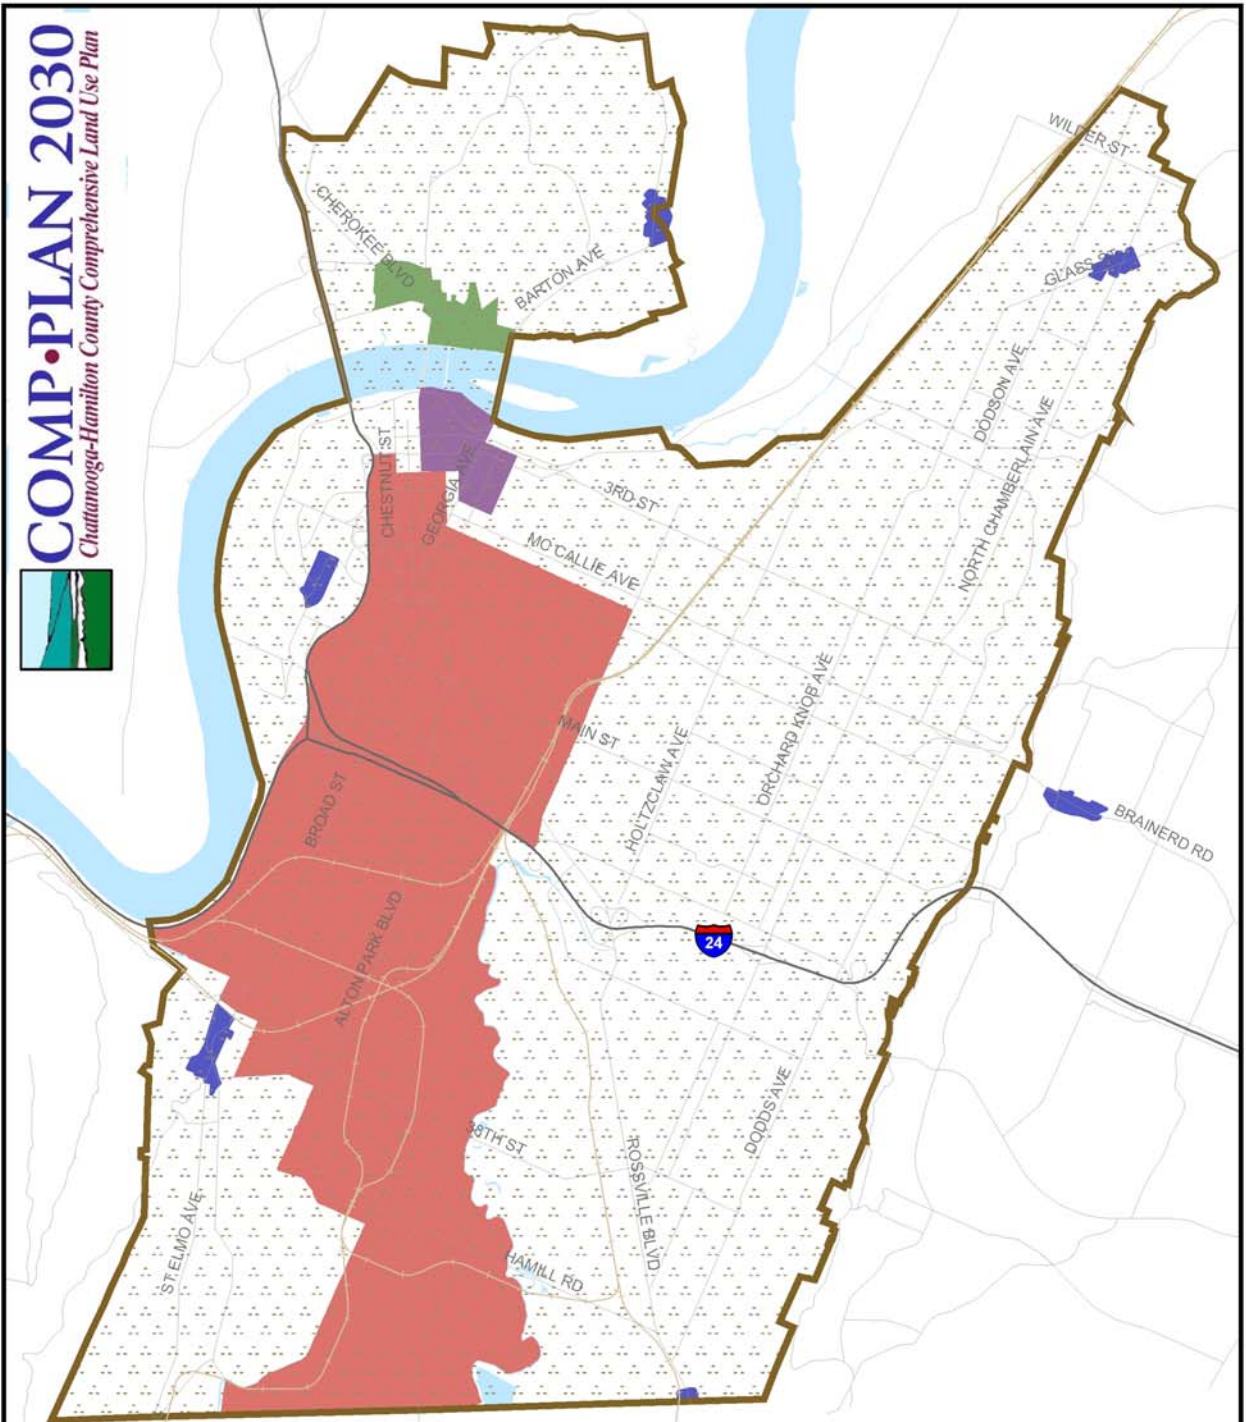 COMP•PLAN 2030
Chattanooga-Hamilton County Comprehensive Land Use Plan
WILDER ST
CHEROKEE BLVD
BARTON AVE
GLASS ST
DODSON AVE
NORTH CHAMBERLAIN AVE
CHESTNUT ST
GEORGIA AVE
3RD ST
MC CALLIE AVE
MAIN ST
HOLTZCLAW AVE
ORCHARD KNOB AVE
BROAD ST
BRAINERD RD
ALTON PARK BLVD
24
38TH ST
DODDS AVE
ROSSVILLE BLVD
ST ELMO AVE
HAMILL RD